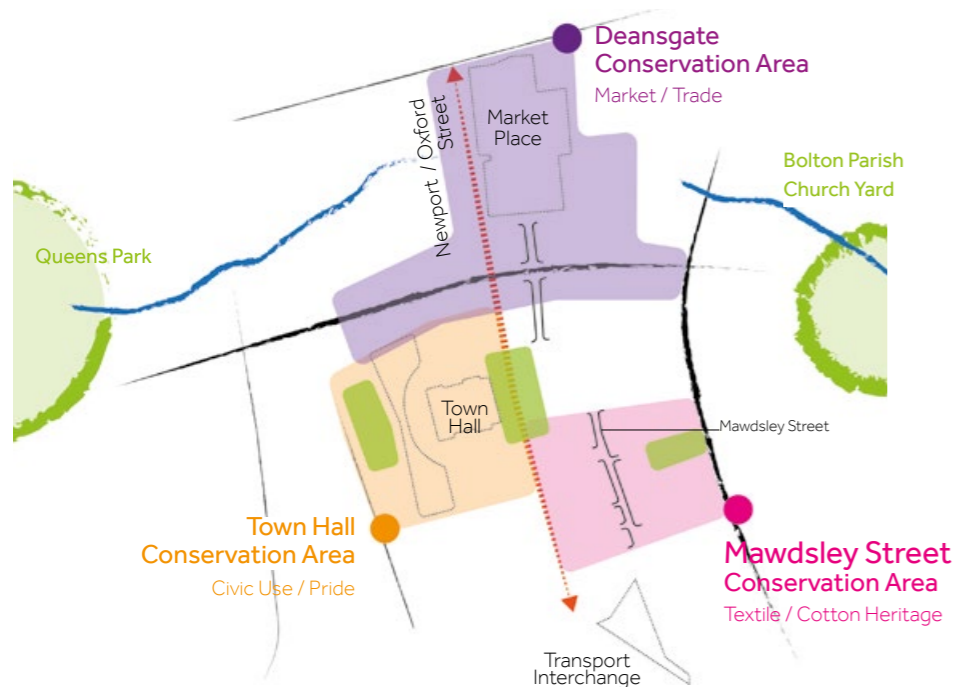 Deansgate
Conservation Area
Market / Trade
Newport / Oxford
Street
Market
Place
Bolton Parish
Church Yard
Queens Park
Town
Hall
Mawdsley Street
Town Hall
Conservation Area
Civic Use / Pride
Mawdsley Street
Conservation Area
Textile / Cotton Heritage
Transport
Interchange